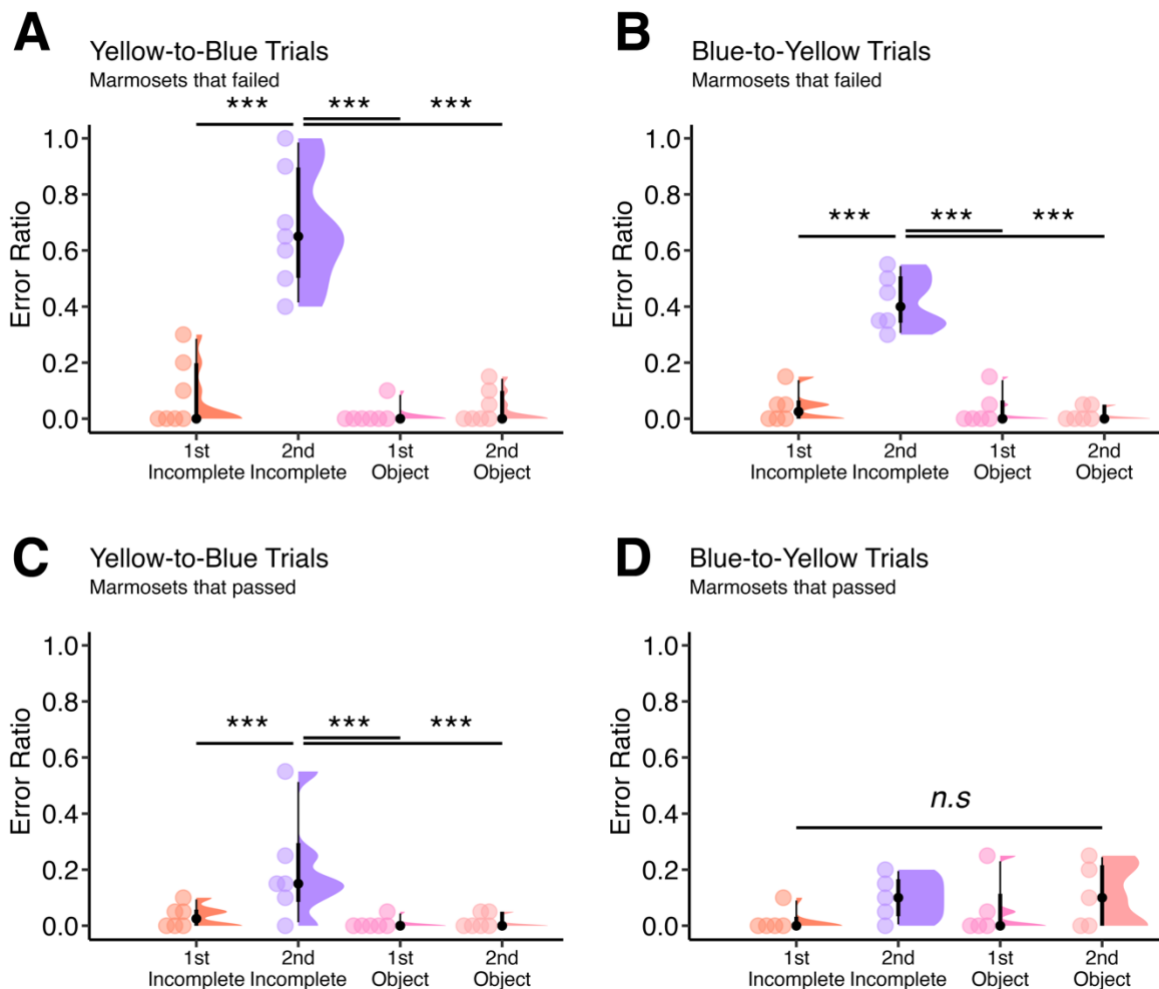 A
Yellow-to-Blue Trials
Marmosets that failed
*** *** ***
Error Ratio
1.0
0.8
0.6
0.4
0.2
0.0
1st Incomplete
2nd Incomplete
1st Object
2nd Object
B
Blue-to-Yellow Trials
Marmosets that failed
*** *** ***
Error Ratio
1.0
0.8
0.6
0.4
0.2
0.0
1st Incomplete
2nd Incomplete
1st Object
2nd Object
C
Yellow-to-Blue Trials
Marmosets that passed
*** *** ***
Error Ratio
1.0
0.8
0.6
0.4
0.2
0.0
1st Incomplete
2nd Incomplete
1st Object
2nd Object
D
Blue-to-Yellow Trials
Marmosets that passed
n.s
Error Ratio
1.0
0.8
0.6
0.4
0.2
0.0
1st Incomplete
2nd Incomplete
1st Object
2nd Object